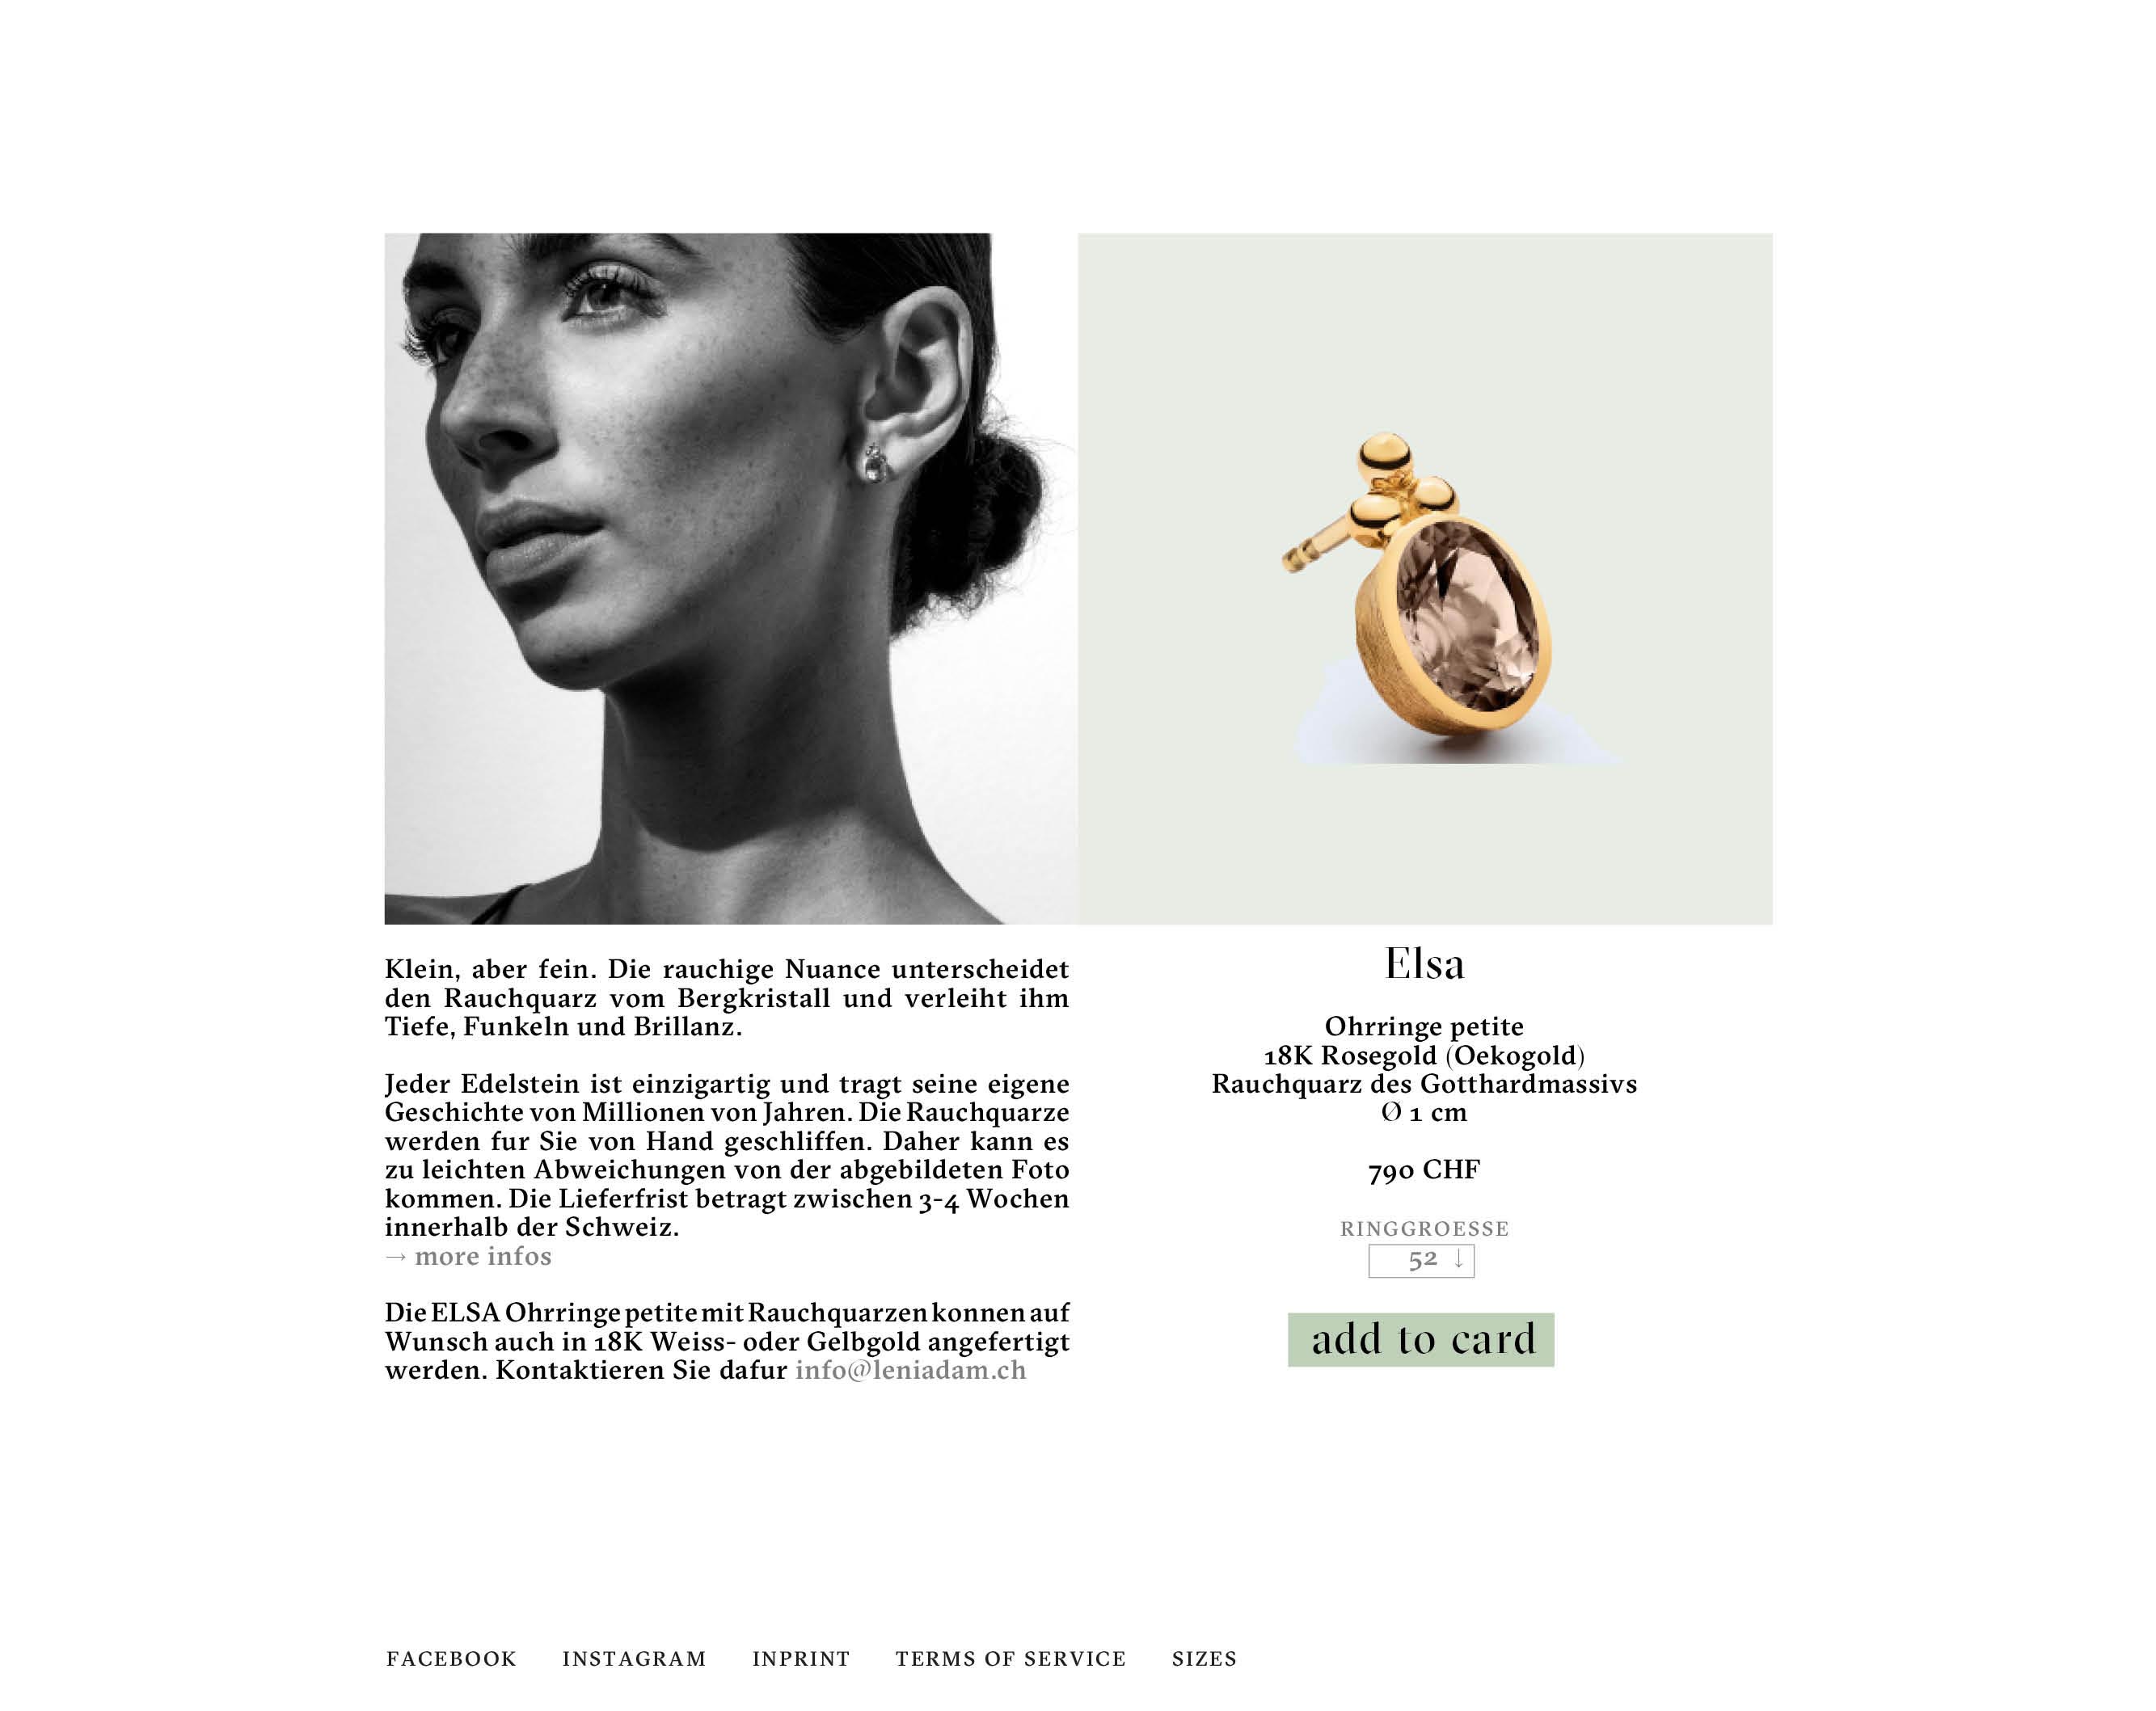 Klein, aber fein. Die rauchige Nuance unterscheidet
den Rauchquarz vom Bergkristall und verleiht ihm
Tiefe, Funkeln und Brillanz.
Jeder Edelstein ist einzigartig und tragt seine eigene
Geschichte von Millionen von Jahren. Die Rauchquarze
werden fur Sie von Hand geschliffen. Daher kann es
zu leichten Abweichungen von der abgebildeten Foto
kommen. Die Lieferfrist betragt zwischen 3-4 Wochen
innerhalb der Schweiz.
→ more infos
Die ELSA Ohrringe petite mit Rauchquarzen konnen auf
Wunsch auch in 18K Weiss- oder Gelbgold angefertigt
werden. Kontaktieren Sie dafur info@leniadam.ch
Elsa
Ohrringe petite
18K Rosegold (Oekogold)
Rauchquarz des Gotthardmassivs
Ø 1 cm
790 CHF
RINGGROESSE
52 ↓
add to card
FACEBOOK INSTAGRAM INPRINT TERMS OF SERVICE SIZES